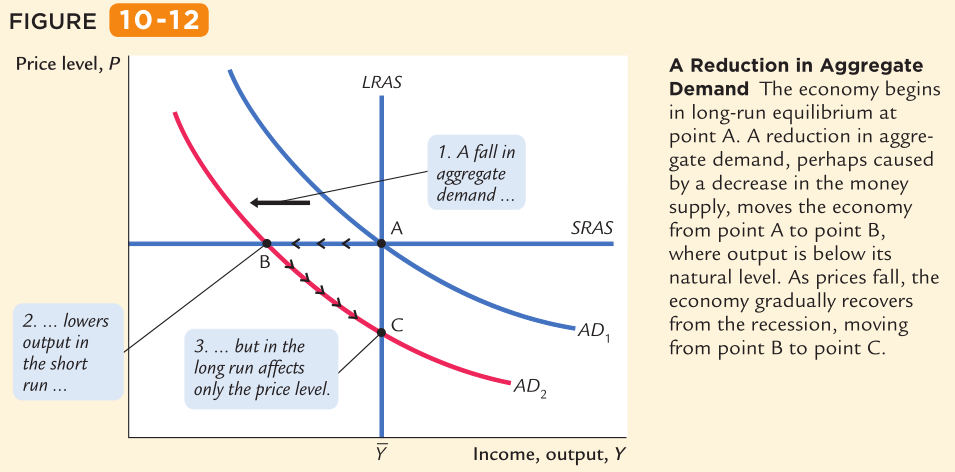 FIGURE 10-12
Price level, P
LRAS
1. A fall in
aggregate
demand ...
A
SRAS
B
2. ... lowers
output in
the short
run ...
3. ... but in the
long run affects
only the price level.
C
AD1
AD2
Y̅
Income, output, Y
A Reduction in Aggregate
Demand The economy begins
in long-run equilibrium at
point A. A reduction in aggre-
gate demand, perhaps caused
by a decrease in the money
supply, moves the economy
from point A to point B,
where output is below its
natural level. As prices fall, the
economy gradually recovers
from the recession, moving
from point B to point C.